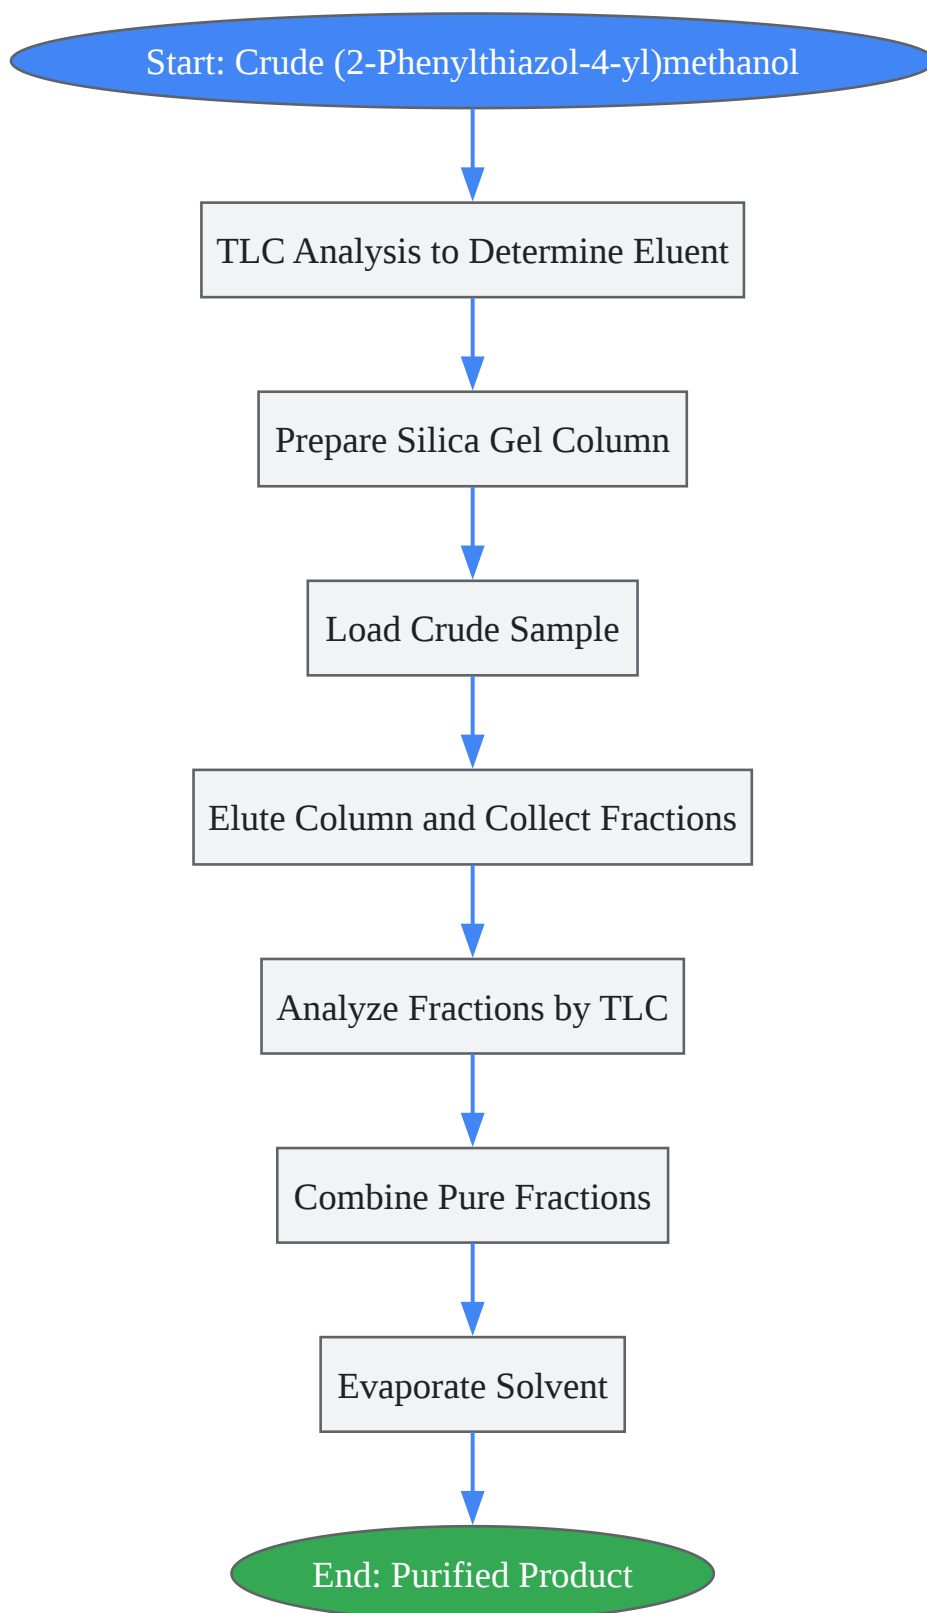 Start: Crude (2-Phenylthiazol-4-yl)methanol
TLC Analysis to Determine Eluent
Prepare Silica Gel Column
Load Crude Sample
Elute Column and Collect Fractions
Analyze Fractions by TLC
Combine Pure Fractions
Evaporate Solvent
End: Purified Product